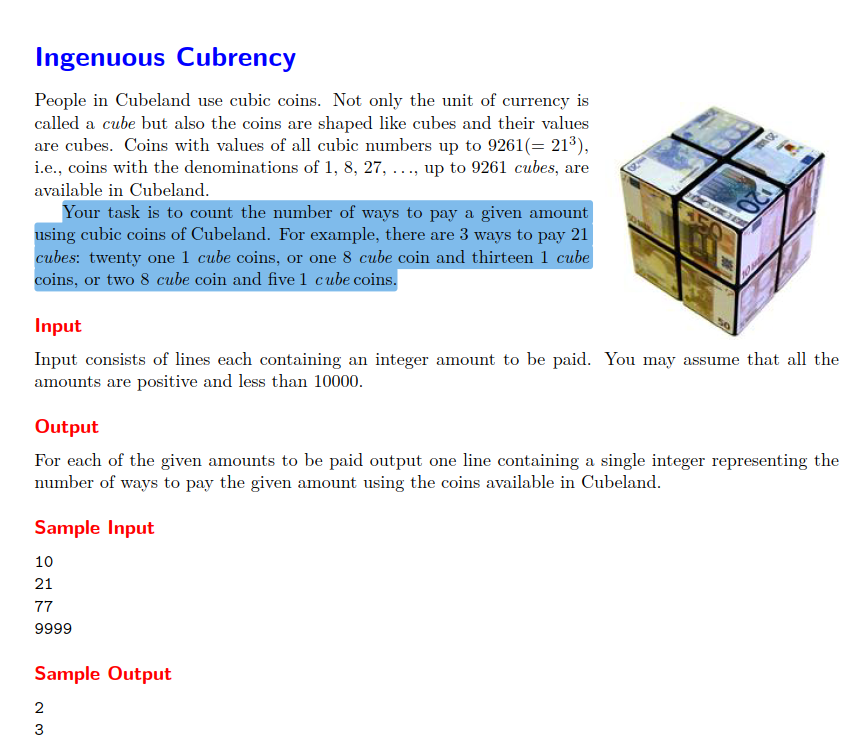 Ingenuous Cubrency
People in Cubeland use cubic coins. Not only the unit of currency is
called a cube but also the coins are shaped like cubes and their values
are cubes. Coins with values of all cubic numbers up to 9261(= 21³),
i.e., coins with the denominations of 1, 8, 27, . . ., up to 9261 cubes, are
available in Cubeland.
Your task is to count the number of ways to pay a given amount
using cubic coins of Cubeland. For example, there are 3 ways to pay 21
cubes: twenty one 1 cube coins, or one 8 cube coin and thirteen 1 cube
coins, or two 8 cube coin and five 1 cube coins.
Input
Input consists of lines each containing an integer amount to be paid. You may assume that all the
amounts are positive and less than 10000.
Output
For each of the given amounts to be paid output one line containing a single integer representing the
number of ways to pay the given amount using the coins available in Cubeland.
Sample Input
10
21
77
9999
Sample Output
2
3